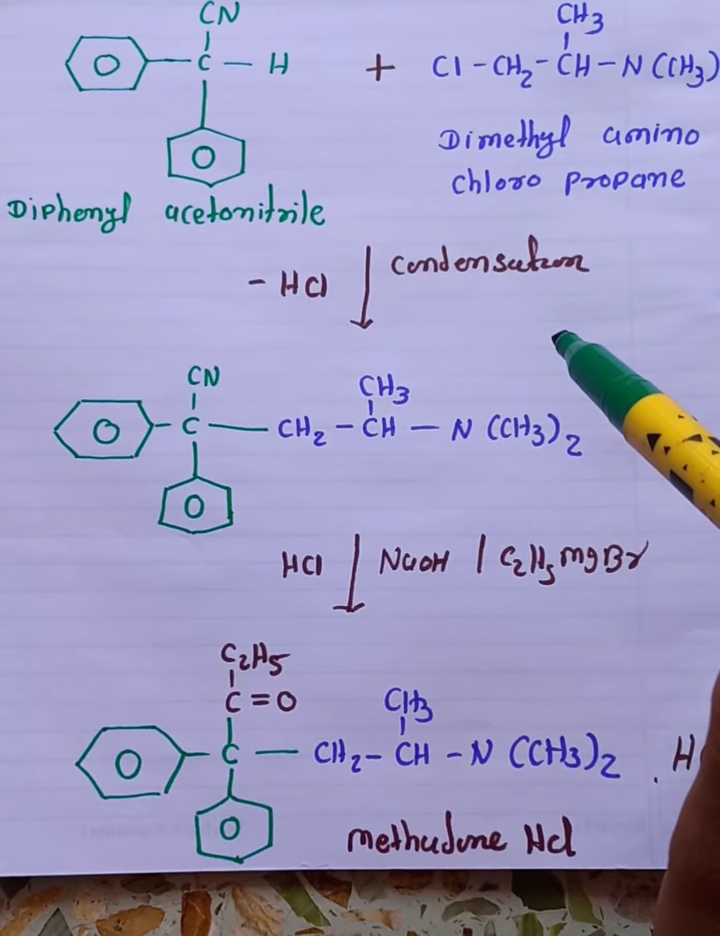 CN
C - H + Cl - CH2 - CH - N (CH3)
CH3
Dimethyl amino
chloro propane
Diphenyl acetonitrile
- HCl condensation
CN
CH3
C - CH2 - CH - N (CH3)2
HCl NaOH / C2H5MgBr
C2H5
C = O CH3
C - CH2 - CH - N (CH3)2 . H
methadone Hcl